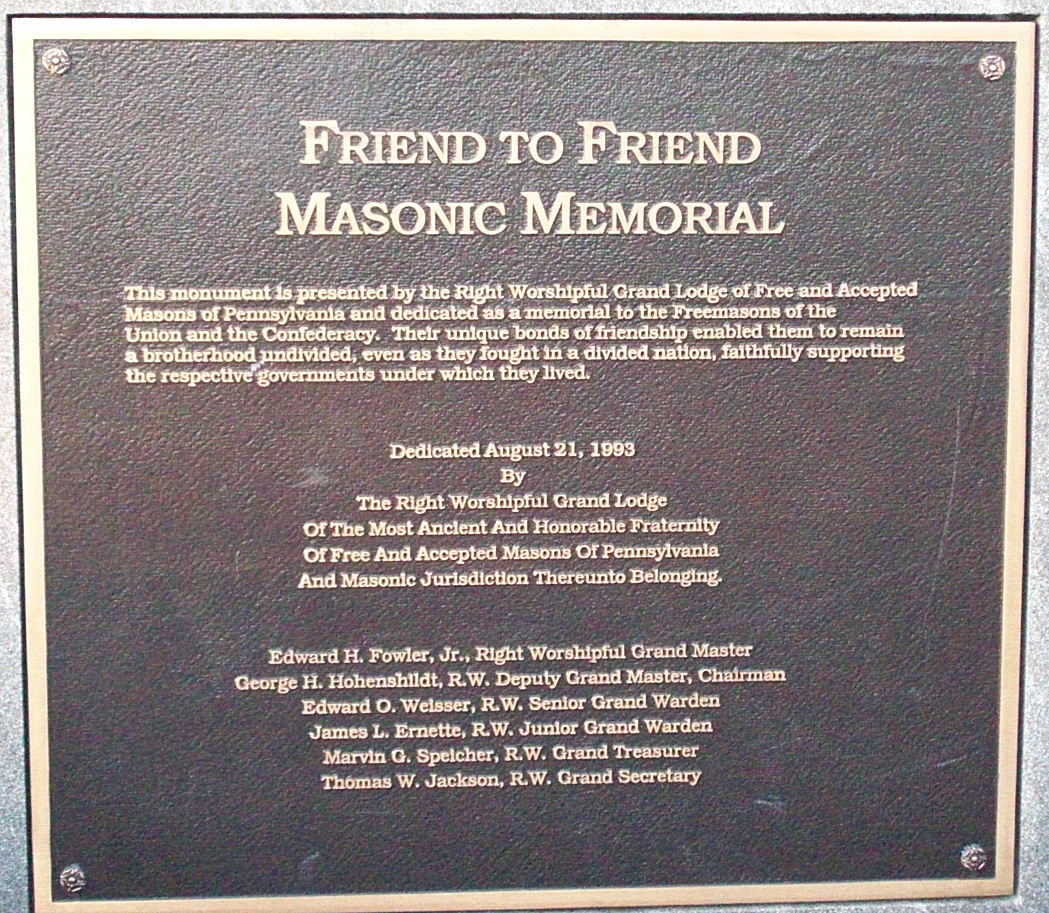 FRIEND TO FRIEND
MASONIC MEMORIAL
This monument is presented by the Right Worshipful Grand Lodge of Free and Accepted
Masons of Pennsylvania and dedicated as a memorial to the Freemasons of the
Union and the Confederacy. Their unique bonds of friendship enabled them to remain
a brotherhood undivided, even as they fought in a divided nation, faithfully supporting
the respective governments under which they lived.
Dedicated August 21, 1993
By
The Right Worshipful Grand Lodge
Of The Most Ancient And Honorable Fraternity
Of Free And Accepted Masons Of Pennsylvania
And Masonic Jurisdiction Thereunto Belonging.
Edward H. Fowler, Jr., Right Worshipful Grand Master
George H. Hohenshildt, R.W. Deputy Grand Master, Chairman
Edward O. Weisser, R.W. Senior Grand Warden
James L. Ernette, R.W. Junior Grand Warden
Marvin G. Speicher, R.W. Grand Treasurer
Thomas W. Jackson, R.W. Grand Secretary